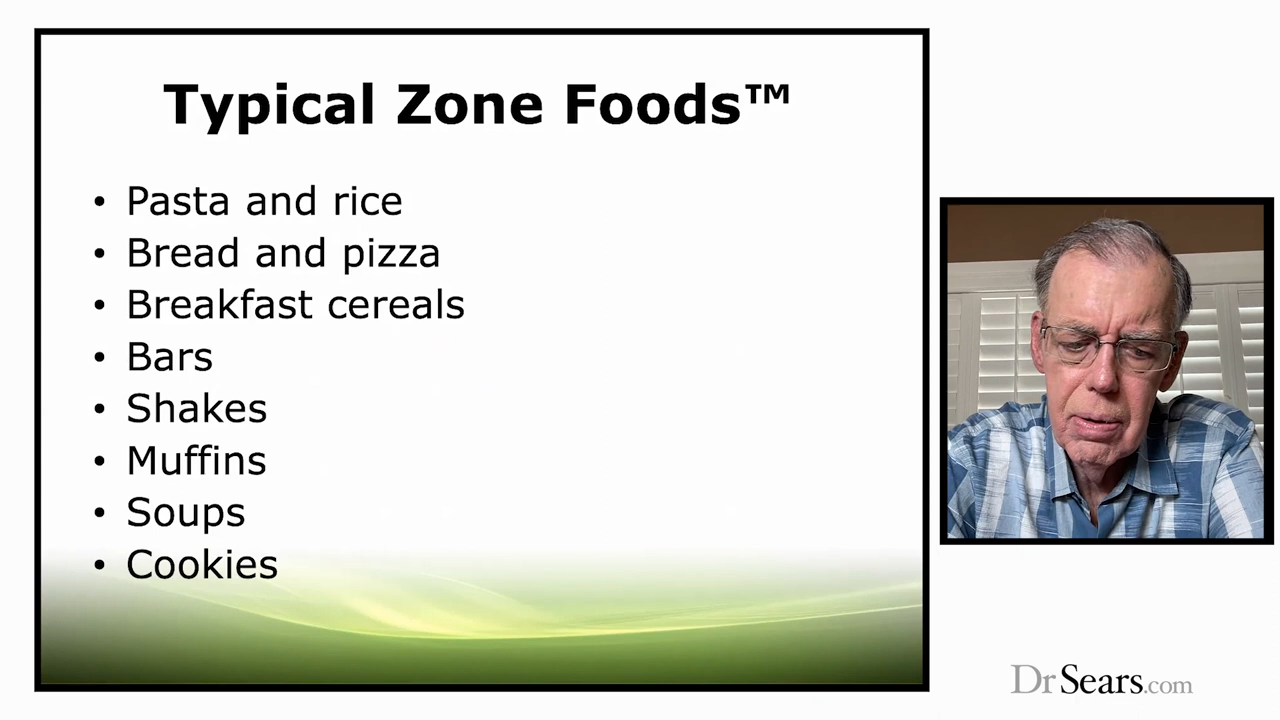 Typical Zone Foods™
• Pasta and rice
• Bread and pizza
• Breakfast cereals
• Bars
• Shakes
• Muffins
• Soups
• Cookies
DrSears.com